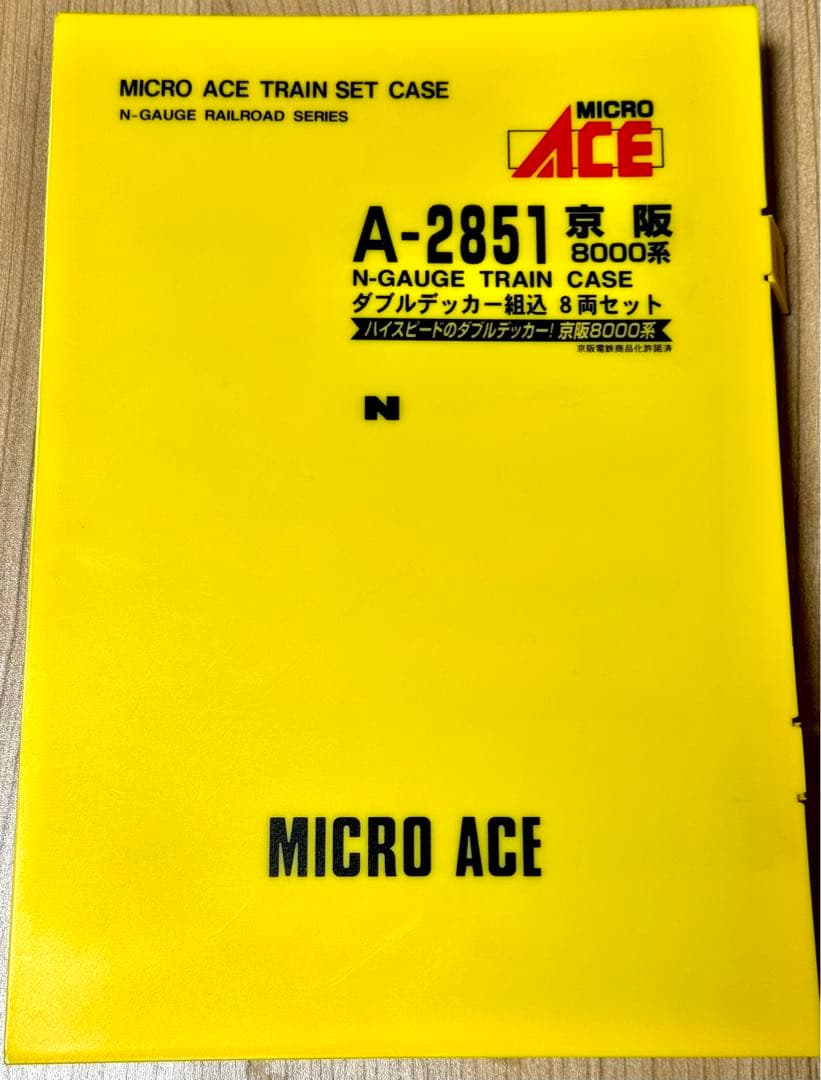 MICRO ACE TRAIN SET CASE
N-GAUGE RAILROAD SERIES
MICRO
ACE
A-2851 京阪
8000系
N-GAUGE TRAIN CASE
ダブルデッカー組込 8両セット
ハイスピードのダブルデッカー!京阪8000系
京阪電鉄商品化許諾済
N
MICRO ACE